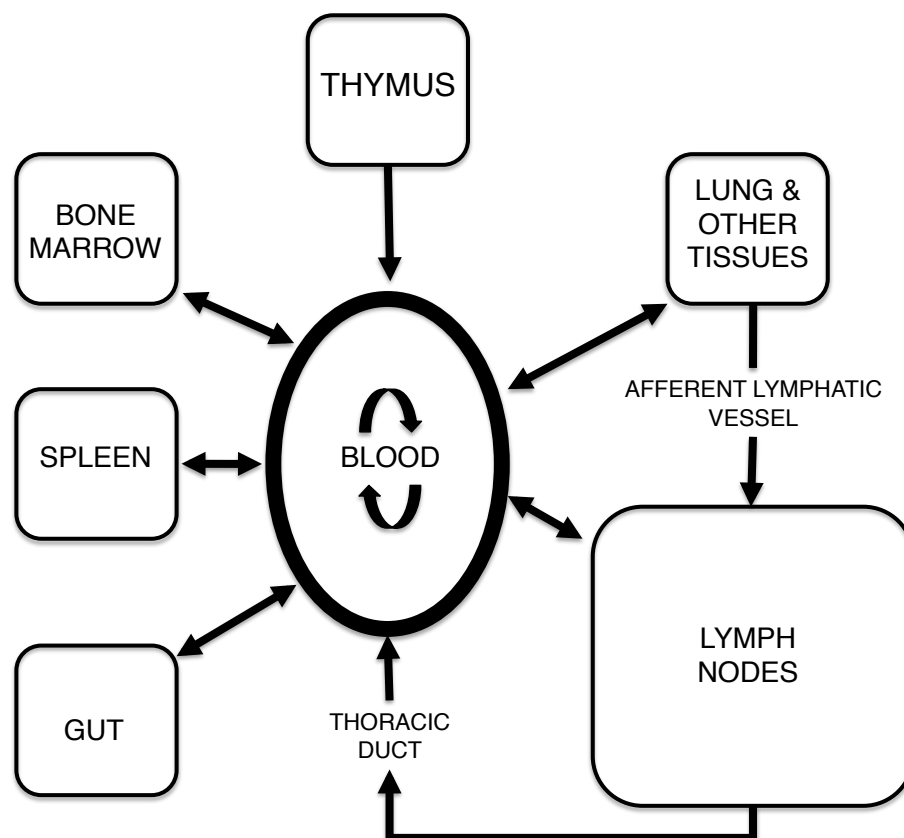 THYMUS
BONE
MARROW
LUNG &
OTHER
TISSUES
AFFERENT LYMPHATIC
VESSEL
SPLEEN
BLOOD
LYMPH
NODES
GUT
THORACIC
DUCT